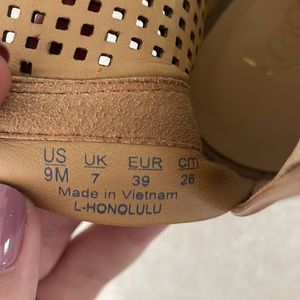 US UK EUR cm
9M 7 39 26
Made in Vietnam
L-HONOLULU